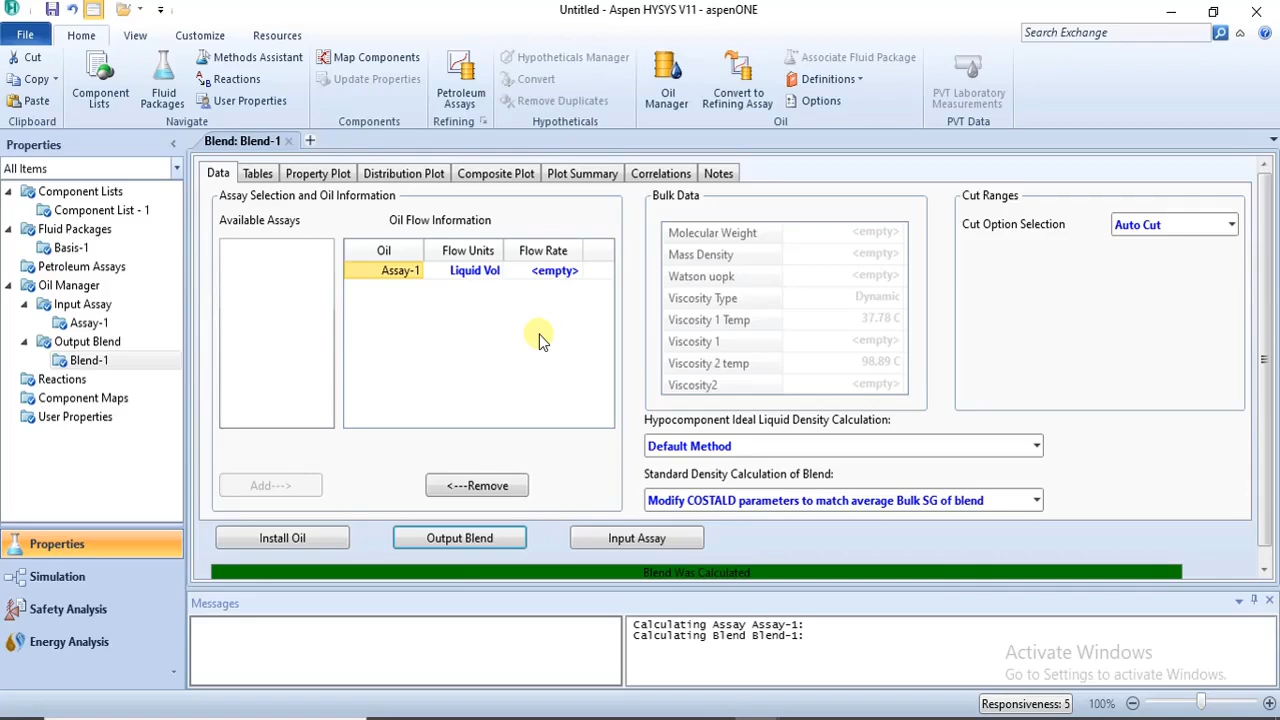 Untitled - Aspen HYSYS V11 - aspenONE
File
Home
View
Customize
Resources
Search Exchange
Cut
Copy
Paste
Clipboard
Component Lists
Fluid Packages
Methods Assistant
Reactions
User Properties
Navigate
Map Components
Update Properties
Components
Petroleum Assays
Refining
Hypotheticals Manager
Convert
Remove Duplicates
Hypotheticals
Oil Manager
Convert to Refining Assay
Associate Fluid Package
Definitions
Options
Oil
PVT Laboratory Measurements
PVT Data
Properties
All Items
Component Lists
Component List - 1
Fluid Packages
Basis-1
Petroleum Assays
Oil Manager
Input Assay
Assay-1
Output Blend
Blend-1
Reactions
Component Maps
User Properties
Properties
Simulation
Safety Analysis
Energy Analysis
Blend: Blend-1
Data
Tables
Property Plot
Distribution Plot
Composite Plot
Plot Summary
Correlations
Notes
Assay Selection and Oil Information
Available Assays
Oil Flow Information
Oil Flow Units Flow Rate
Assay-1 Liquid Vol <empty>
Add--->
<---Remove
Bulk Data
Molecular Weight <empty>
Mass Density <empty>
Watson uopk <empty>
Viscosity Type Dynamic
Viscosity 1 Temp 37.78 C
Viscosity 1 <empty>
Viscosity 2 temp 98.89 C
Viscosity2 <empty>
Cut Ranges
Cut Option Selection Auto Cut
Hypocomponent Ideal Liquid Density Calculation:
Default Method
Standard Density Calculation of Blend:
Modify COSTALD parameters to match average Bulk SG of blend
Install Oil
Output Blend
Input Assay
Blend Was Calculated
Messages
Calculating Assay Assay-1:
Calculating Blend Blend-1:
Activate Windows
Go to Settings to activate Windows.
Responsiveness: 5
100%